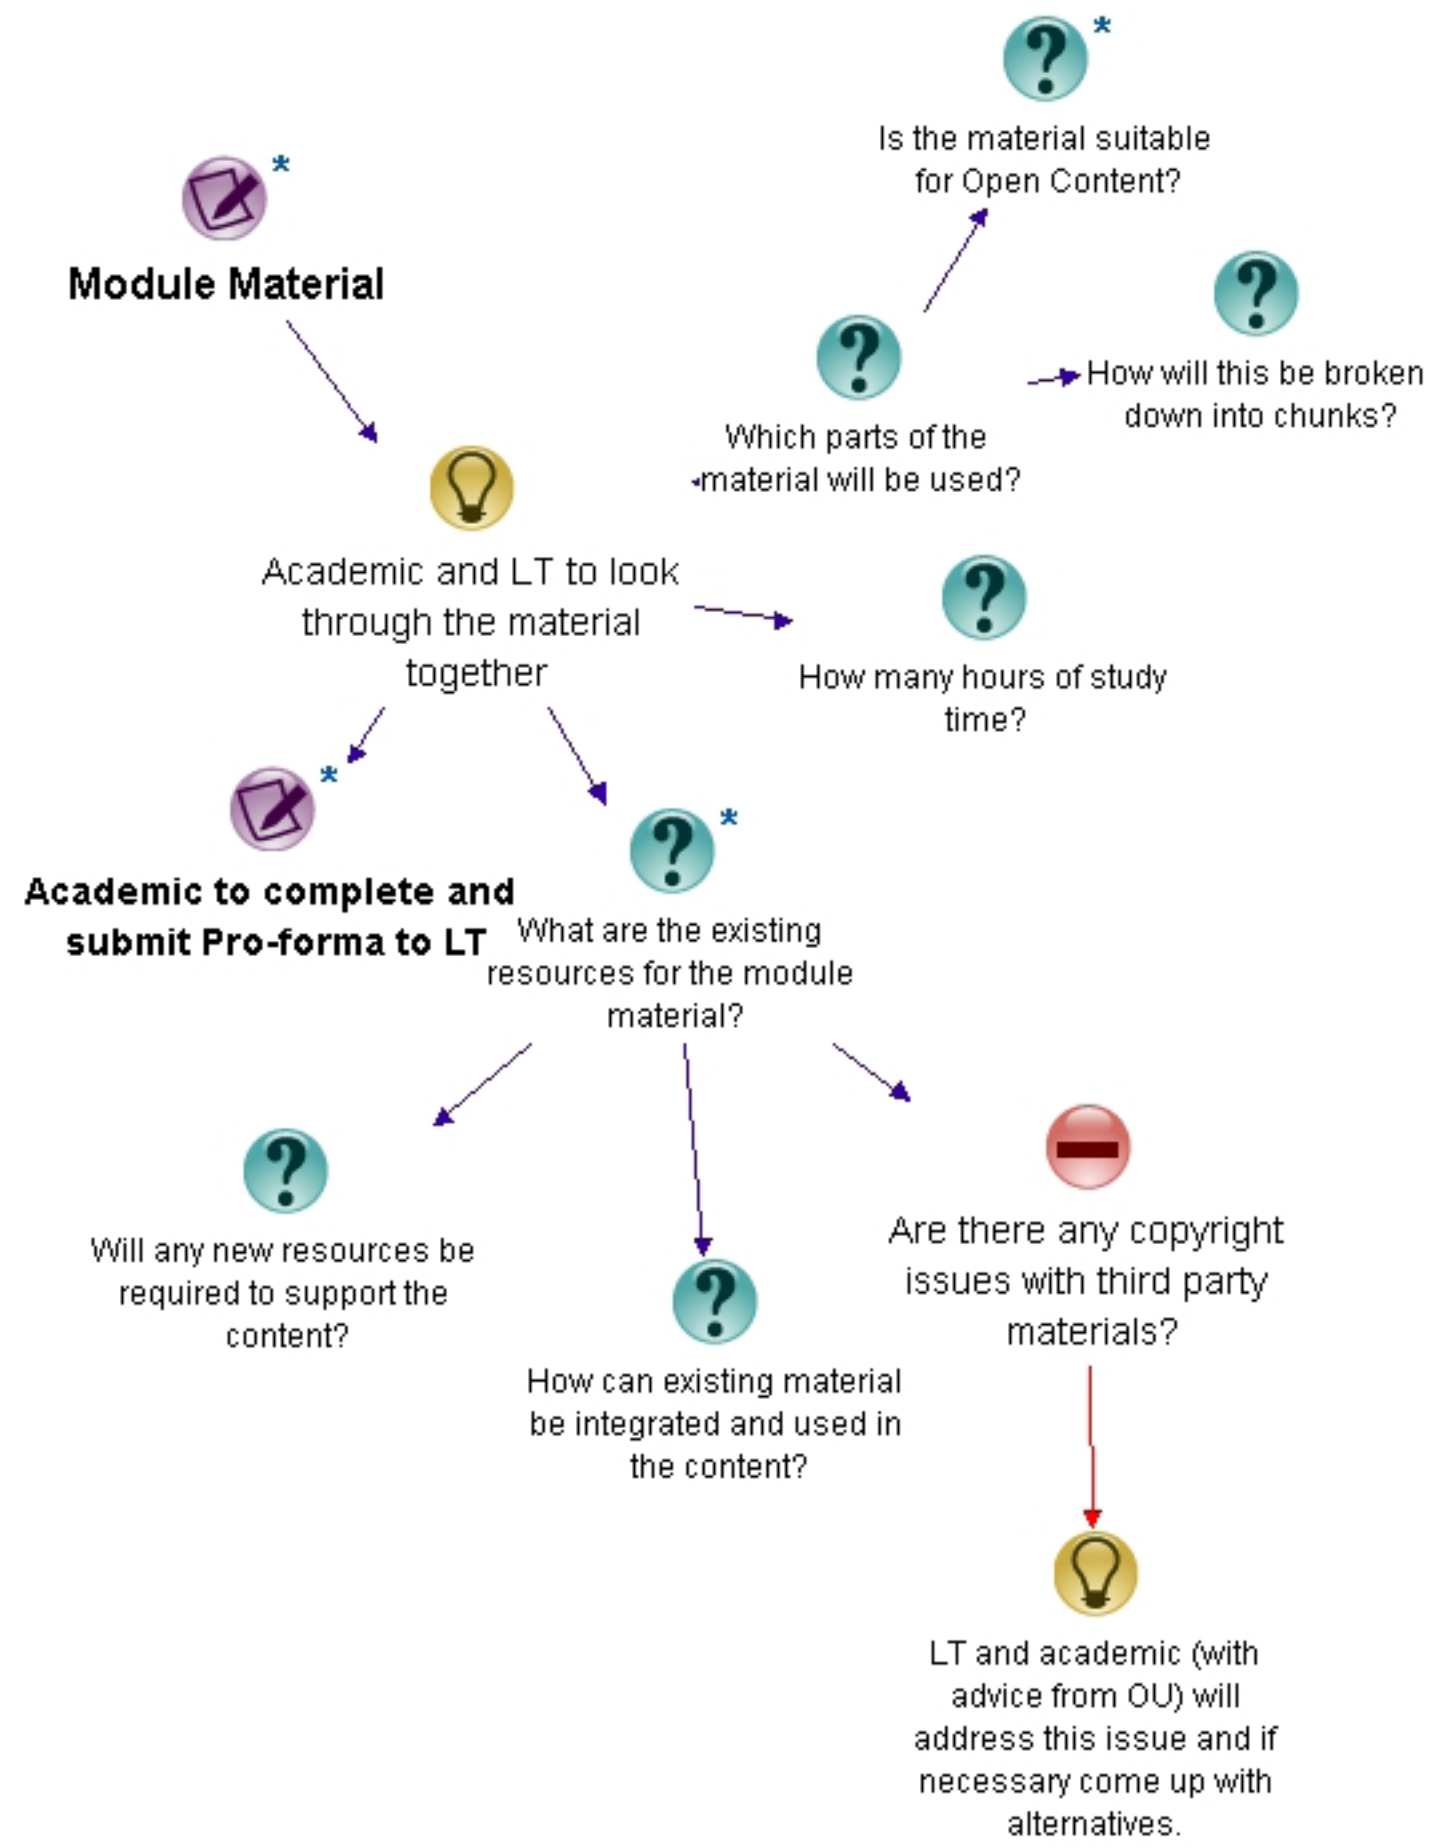 Is the material suitable
for Open Content?
*
Module Material
*
How will this be broken
down into chunks?
Which parts of the
material will be used?
Academic and LT to look
through the material
together
How many hours of study
time?
*
Academic to complete and
submit Pro-forma to LT
*
What are the existing
resources for the module
material?
Will any new resources be
required to support the
content?
Are there any copyright
issues with third party
materials?
How can existing material
be integrated and used in
the content?
LT and academic (with
advice from OU) will
address this issue and if
necessary come up with
alternatives.